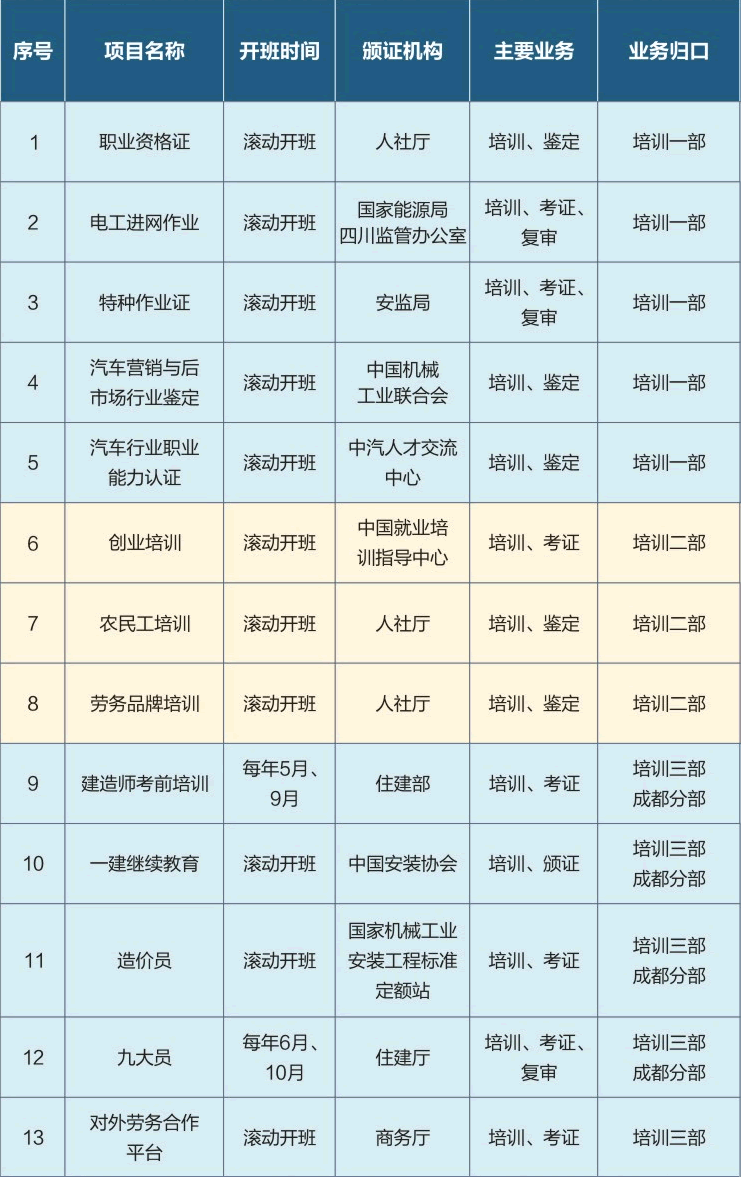 序号 项目名称 开班时间 颁证机构 主要业务 业务归口
1 职业资格证 滚动开班 人社厅 培训、鉴定 培训一部
2 电工进网作业 滚动开班 国家能源局 四川监管办公室 培训、考证、复审 培训一部
3 特种作业证 滚动开班 安监局 培训、考证、复审 培训一部
4 汽车营销与后市场行业鉴定 滚动开班 中国机械工业联合会 培训、鉴定 培训一部
5 汽车行业职业能力认证 滚动开班 中汽人才交流中心 培训、鉴定 培训一部
6 创业培训 滚动开班 中国就业培训指导中心 培训、考证 培训二部
7 农民工培训 滚动开班 人社厅 培训、鉴定 培训二部
8 劳务品牌培训 滚动开班 人社厅 培训、鉴定 培训二部
9 建造师考前培训 每年5月、9月 住建部 培训、考证 培训三部 成都分部
10 一建继续教育 滚动开班 中国安装协会 培训、颁证 培训三部 成都分部
11 造价员 滚动开班 国家机械工业安装工程标准定额站 培训、考证 培训三部 成都分部
12 九大员 每年6月、10月 住建厅 培训、考证、复审 培训三部 成都分部
13 对外劳务合作平台 滚动开班 商务厅 培训、考证 培训三部